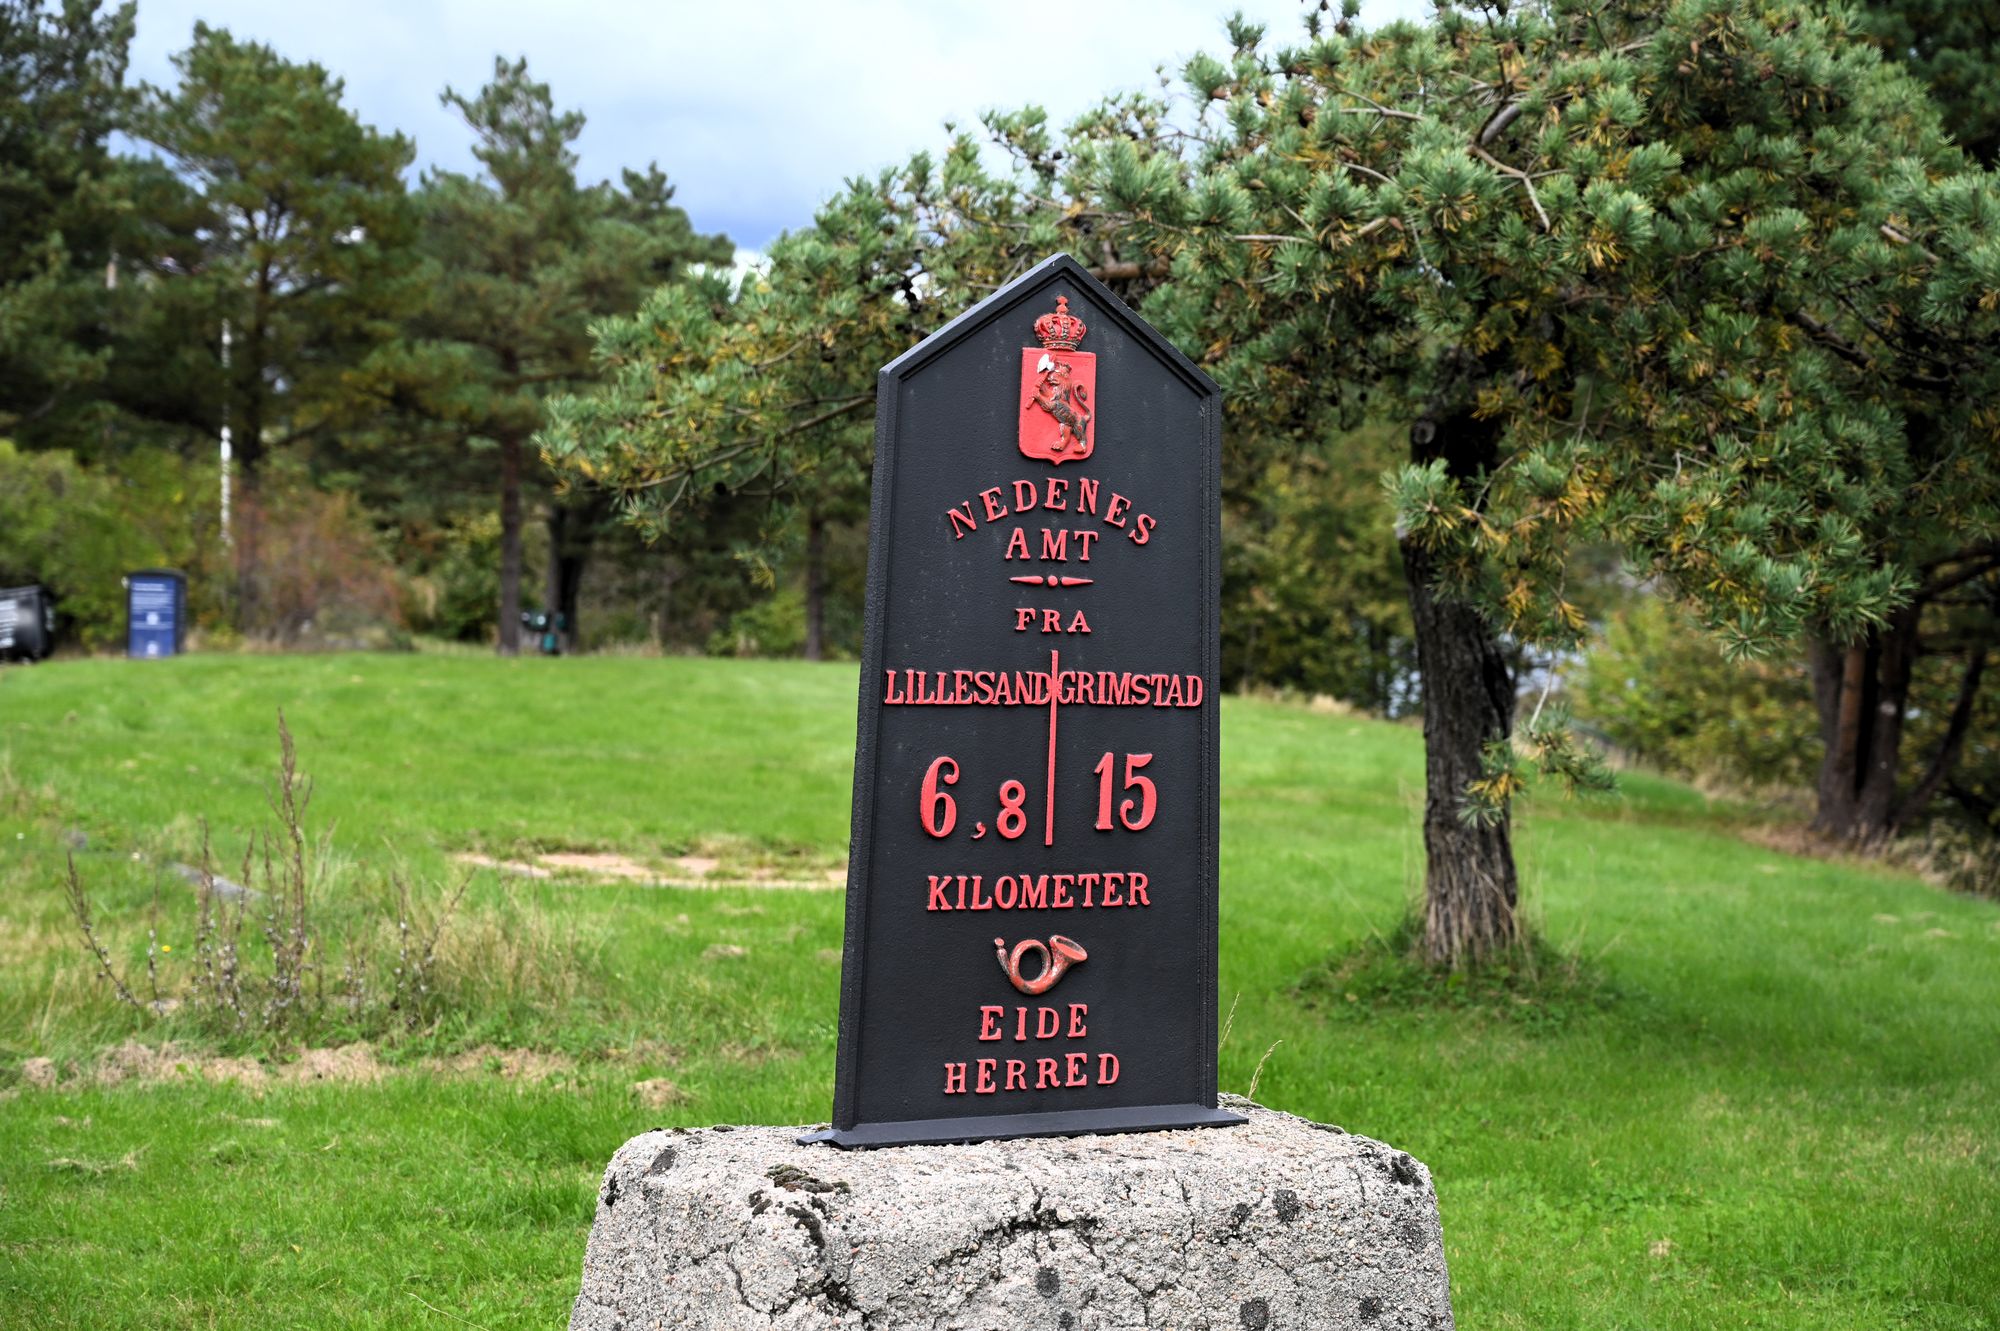 NEDENES
AMT
FRA
LILLESAND GRIMSTAD
6,8 15
KILOMETER
EIDE
HERRED